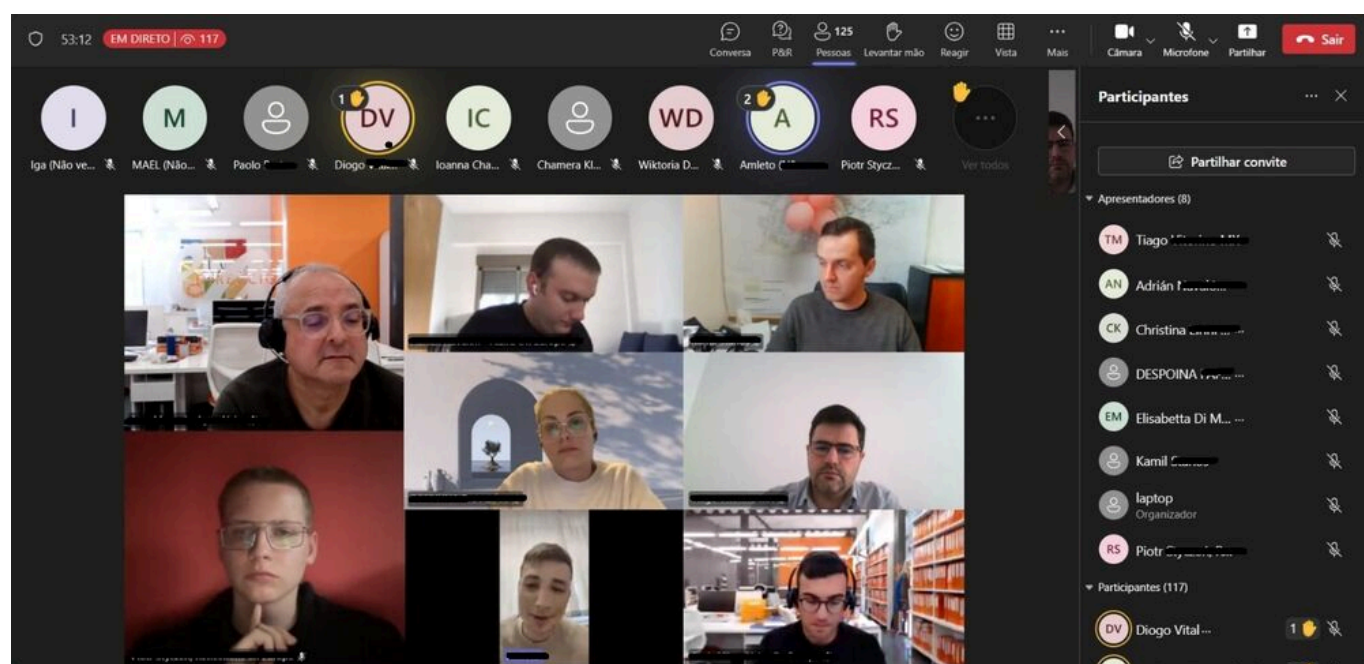 53:12 EM DIRETO 117
Conversa P&R 125 Pessoas Levantar mão Reagir Vista Mais Câmara Microfone Partilhar Sair
I M 1 DV IC WD 2 A RS ...
Iga (Não ve... MAEL (Não... Paolo Diogo Ioanna Cha... Chamera Kl... Wiktoria D... Amleto ( Piotr Stycz... Ver todos
Participantes
Partilhar convite
Apresentadores (8)
TM Tiago
AN Adrián
CK Christina
DESPOINA
EM Elisabetta Di M... ...
Kamil
laptop
Organizador
RS Piotr
Participantes (117)
DV Diogo Vital ... 1